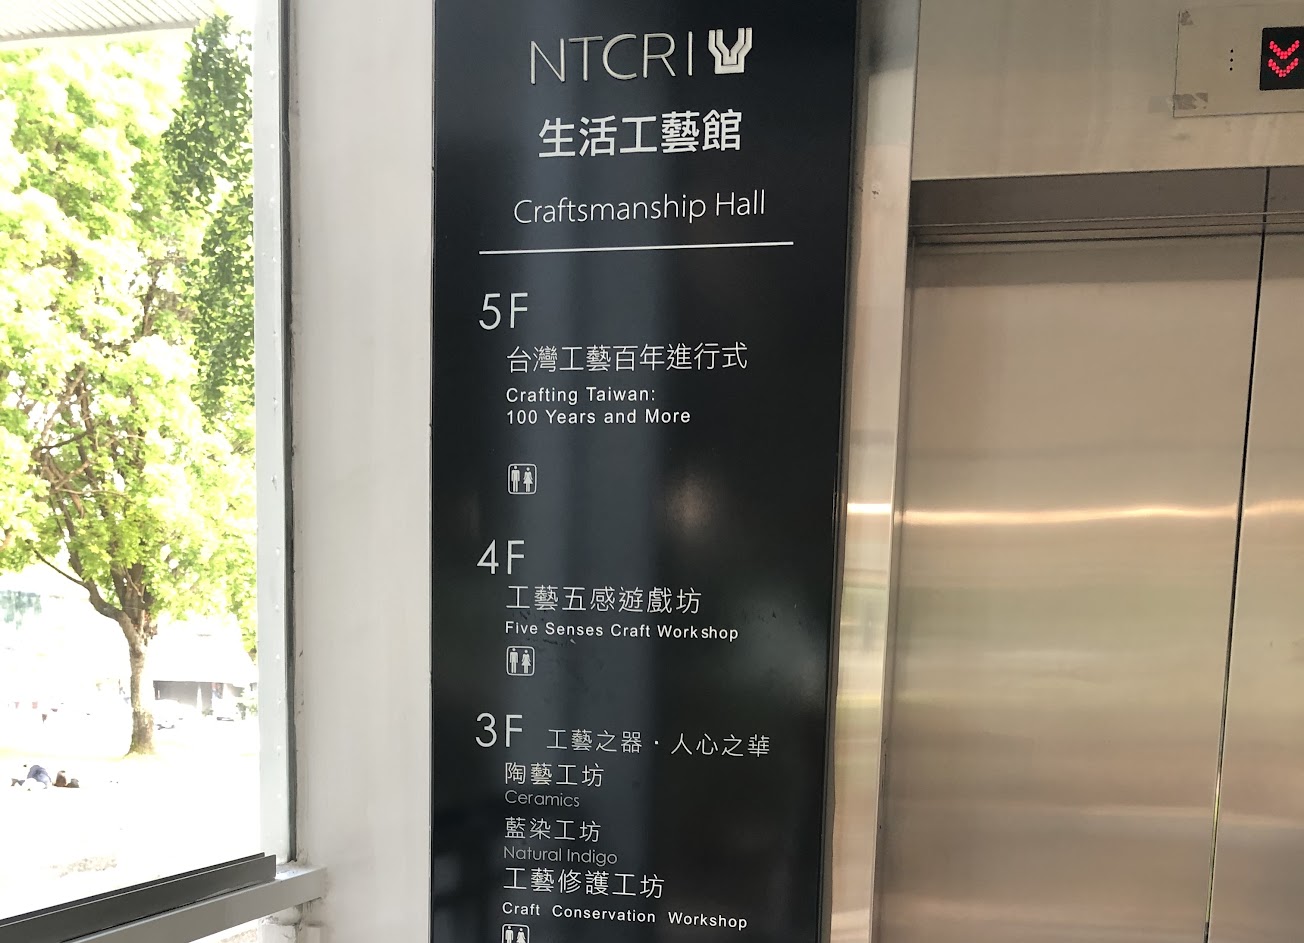 NTCRI
生活工藝館
Craftsmanship Hall
5F
台灣工藝百年進行式
Crafting Taiwan:
100 Years and More
4F
工藝五感遊戲坊
Five Senses Craft Workshop
3F 工藝之器・人心之華
陶藝工坊
Ceramics
藍染工坊
Natural Indigo
工藝修護工坊
Craft Conservation Workshop